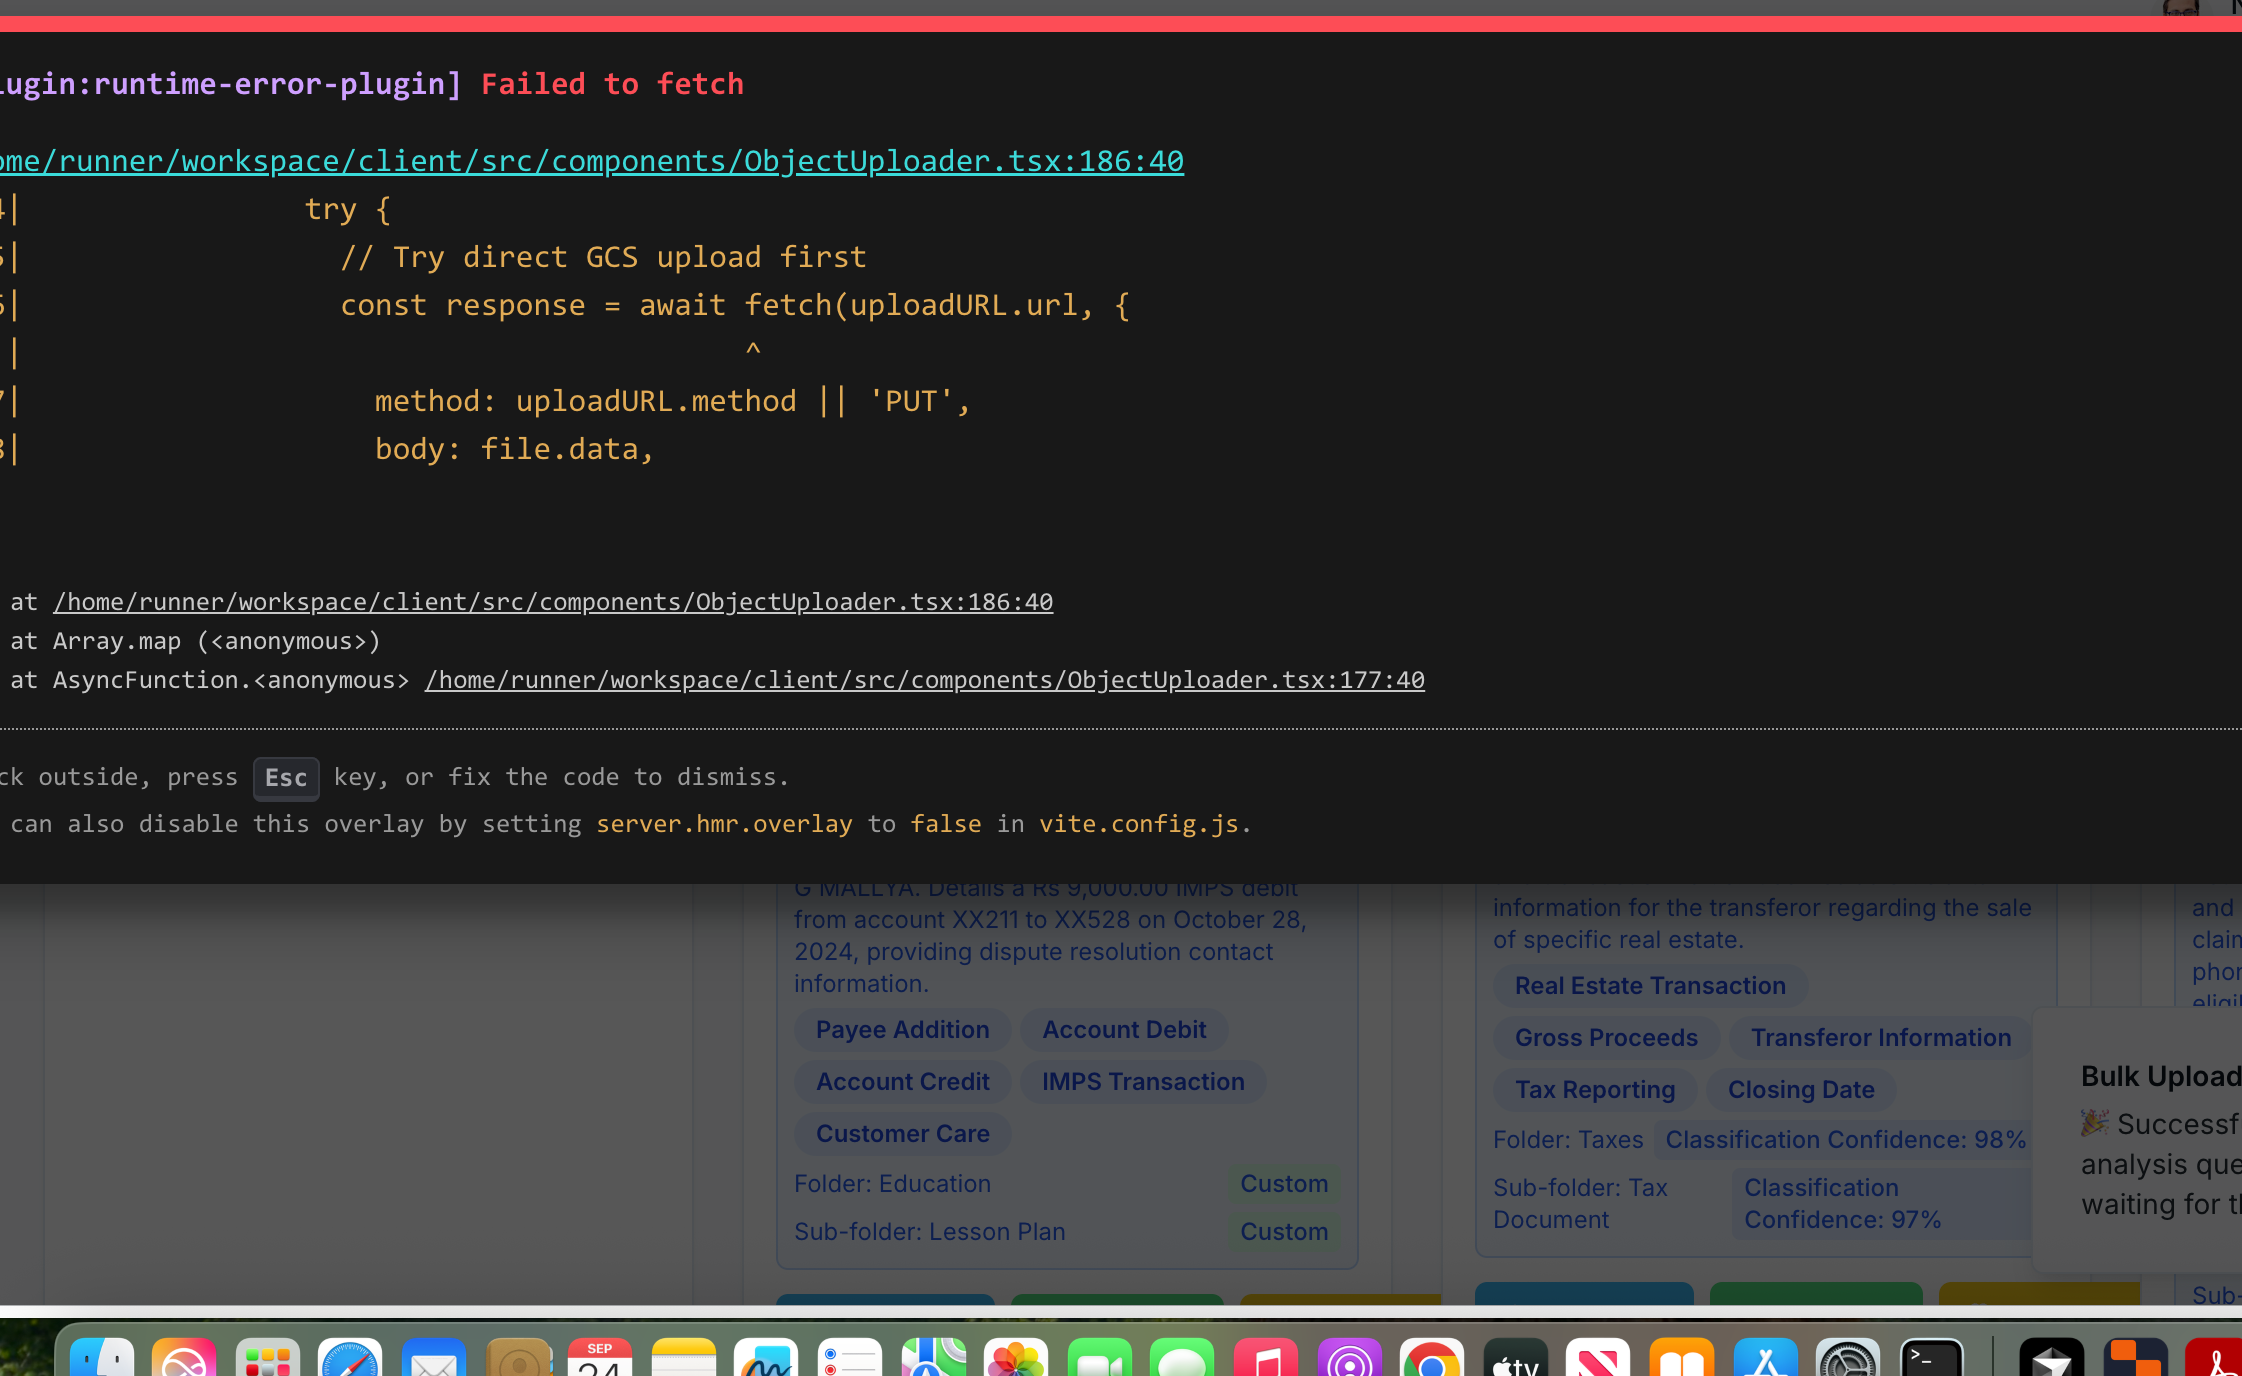 lugin:runtime-error-plugin] Failed to fetch
ome/runner/workspace/client/src/components/ObjectUploader.tsx:186:40
4|                try {
5|                  // Try direct GCS upload first
6|                  const response = await fetch(uploadURL.url, {
|                                         ^
7|                    method: uploadURL.method || 'PUT',
8|                    body: file.data,
at /home/runner/workspace/client/src/components/ObjectUploader.tsx:186:40
at Array.map (<anonymous>)
at AsyncFunction.<anonymous> /home/runner/workspace/client/src/components/ObjectUploader.tsx:177:40
ck outside, press Esc key, or fix the code to dismiss.
can also disable this overlay by setting server.hmr.overlay to false in vite.config.js.
G MALLYA. Details a Rs 9,000.00 IMPS debit
from account XX211 to XX528 on October 28,
2024, providing dispute resolution contact
information.
Payee Addition
Account Debit
Account Credit
IMPS Transaction
Customer Care
Folder: Education
Custom
Sub-folder: Lesson Plan
Custom
information for the transferor regarding the sale
of specific real estate.
Real Estate Transaction
Gross Proceeds
Transferor Information
Tax Reporting
Closing Date
Folder: Taxes
Classification Confidence: 98%
Sub-folder: Tax
Document
Classification
Confidence: 97%
and
Bulk Upload
🎉 Successf
analysis que
waiting for t
Sub-
SEP
24
tv
>_